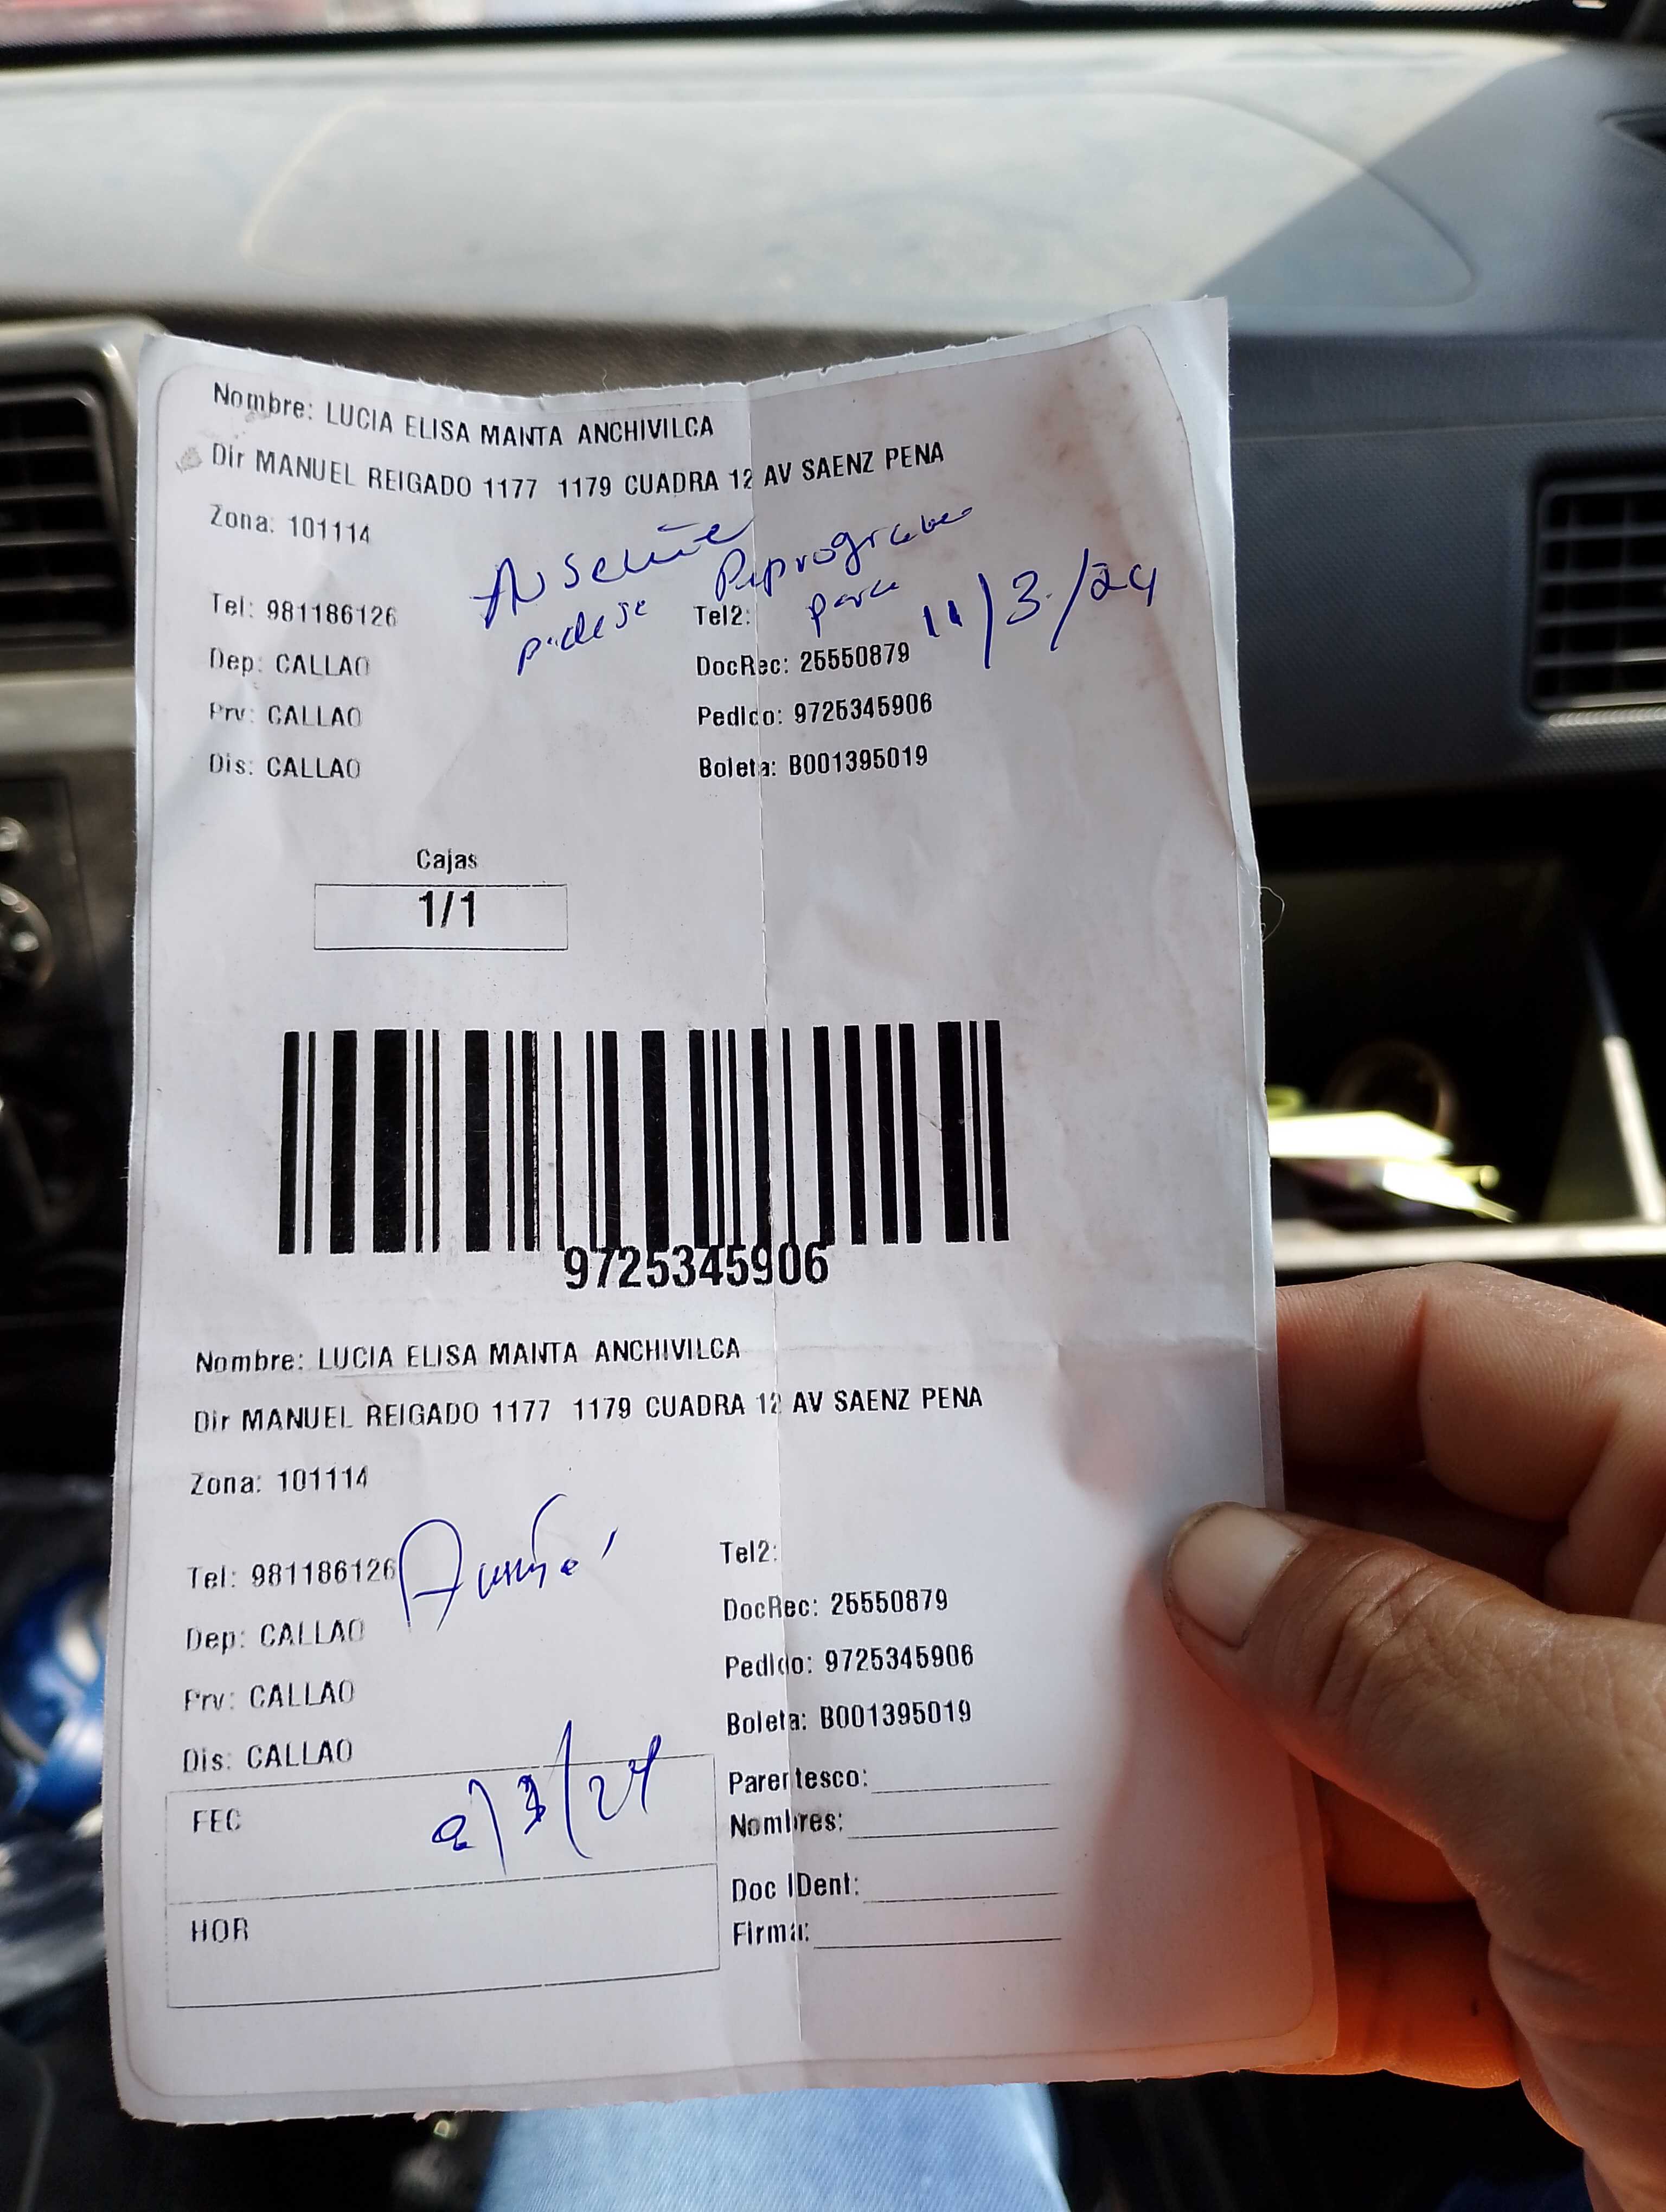 Nombre: LUCIA ELISA MANTA ANCHIVILCA
Dir MANUEL REIGADO 1177 1179 CUADRA 12 AV SAENZ PENA
Zona: 101114
Tel: 981186126
Tel2:
para 11/3/24
Dep: CALLAO
DocRec: 25550879
Prv: CALLAO
Pedido: 9725345906
Dis: CALLAO
Boleta: B001395019
Cajas
1/1
9725345906
Nombre: LUCIA ELISA MANTA ANCHIVILCA
Dir MANUEL REIGADO 1177 1179 CUADRA 12 AV SAENZ PENA
Zona: 101114
Tel: 981186126
Tel2:
Dep: CALLAO
DocRec: 25550879
Prv: CALLAO
Pedido: 9725345906
Dis: CALLAO
Boleta: B001395019
FEC
Parentesco:
Nombres:
HOR
Doc IDent:
Firma: